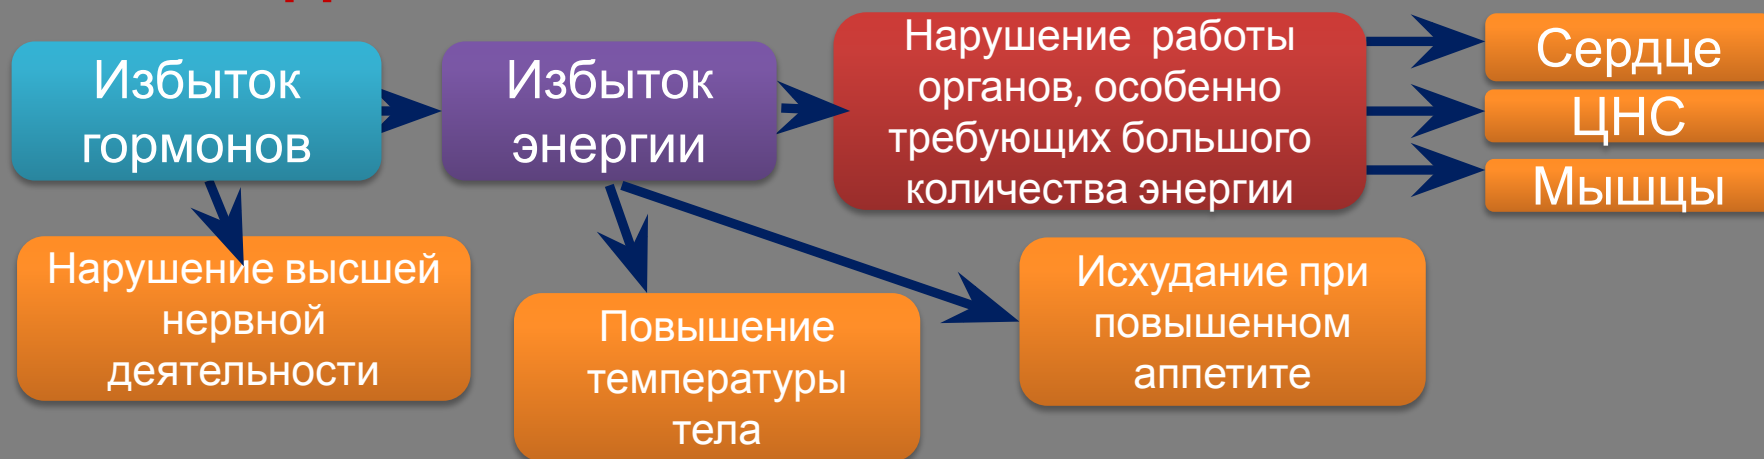 Избыток
гормонов
Избыток
энергии
Нарушение работы
органов, особенно
требующих большого
количества энергии
Сердце
ЦНС
Мышцы
Нарушение высшей
нервной
деятельности
Повышение
температуры
тела
Исхудание при
повышенном
аппетите